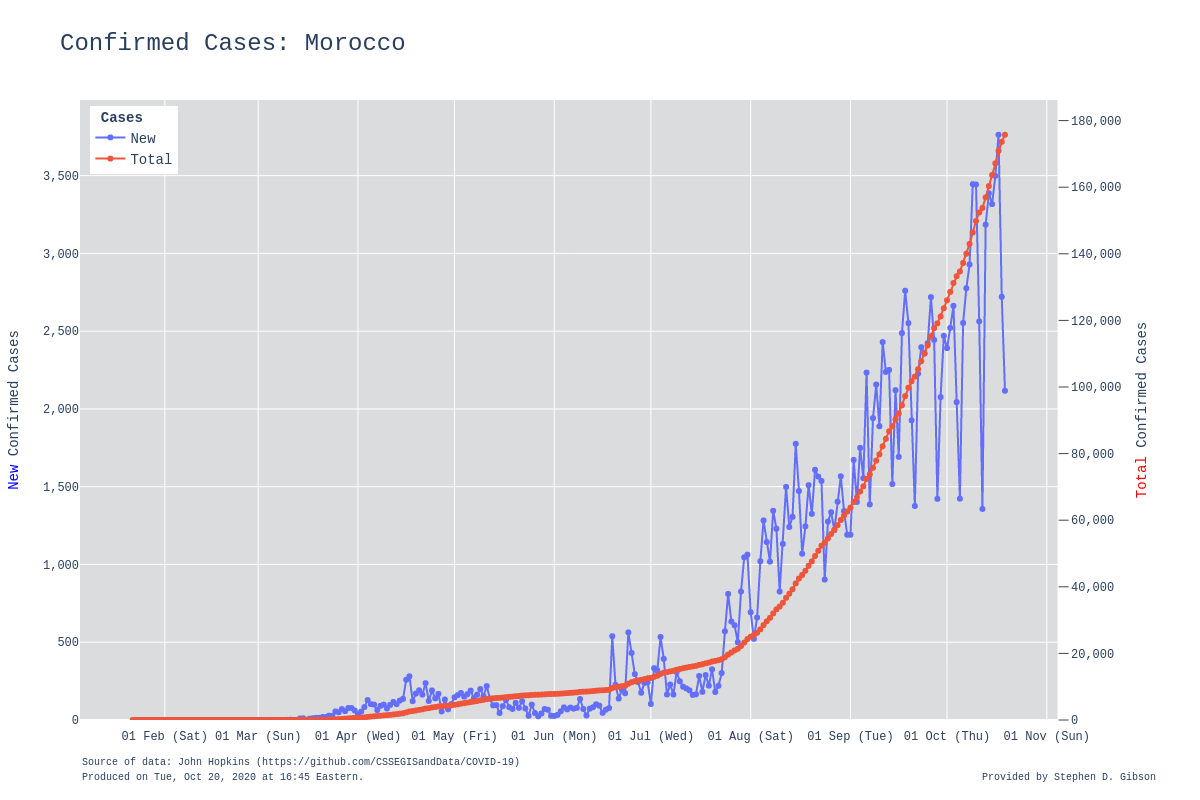 Confirmed Cases: Morocco
Cases
New
Total
3,500
3,000
2,500
2,000
1,500
1,000
500
0
180,000
160,000
140,000
120,000
100,000
80,000
60,000
40,000
20,000
0
New Confirmed Cases
Total Confirmed Cases
01 Feb (Sat) 01 Mar (Sun) 01 Apr (Wed) 01 May (Fri) 01 Jun (Mon) 01 Jul (Wed) 01 Aug (Sat) 01 Sep (Tue) 01 Oct (Thu) 01 Nov (Sun)
Source of data: John Hopkins (https://github.com/CSSEGISandData/COVID-19)
Produced on Tue, Oct 20, 2020 at 16:45 Eastern.
Provided by Stephen D. Gibson